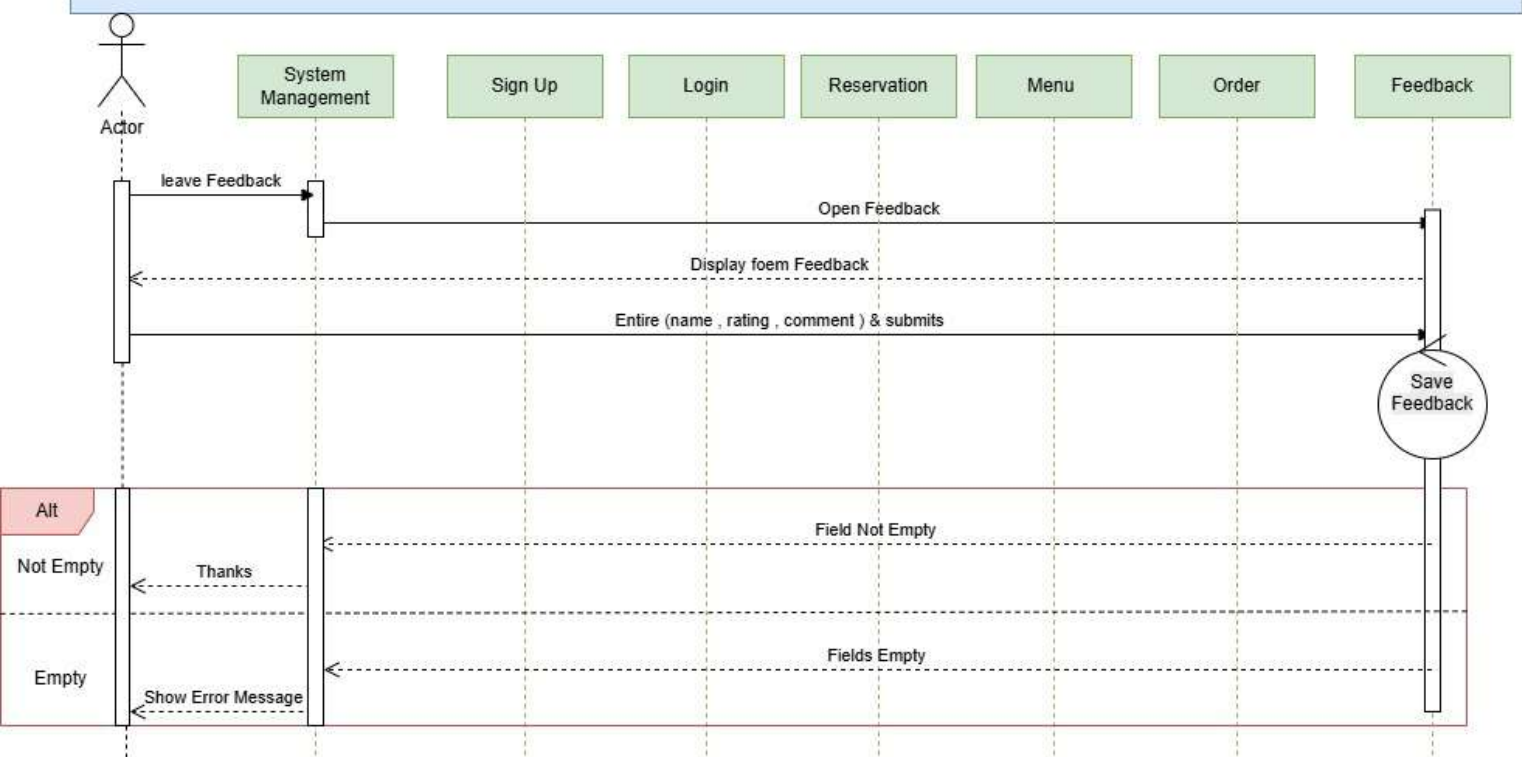 Actor
System
Management
Sign Up
Login
Reservation
Menu
Order
Feedback
leave Feedback
Open Feedback
Display foem Feedback
Entire (name , rating , comment ) & submits
Save
Feedback
Alt
Not Empty
Field Not Empty
Thanks
Empty
Fields Empty
Show Error Message